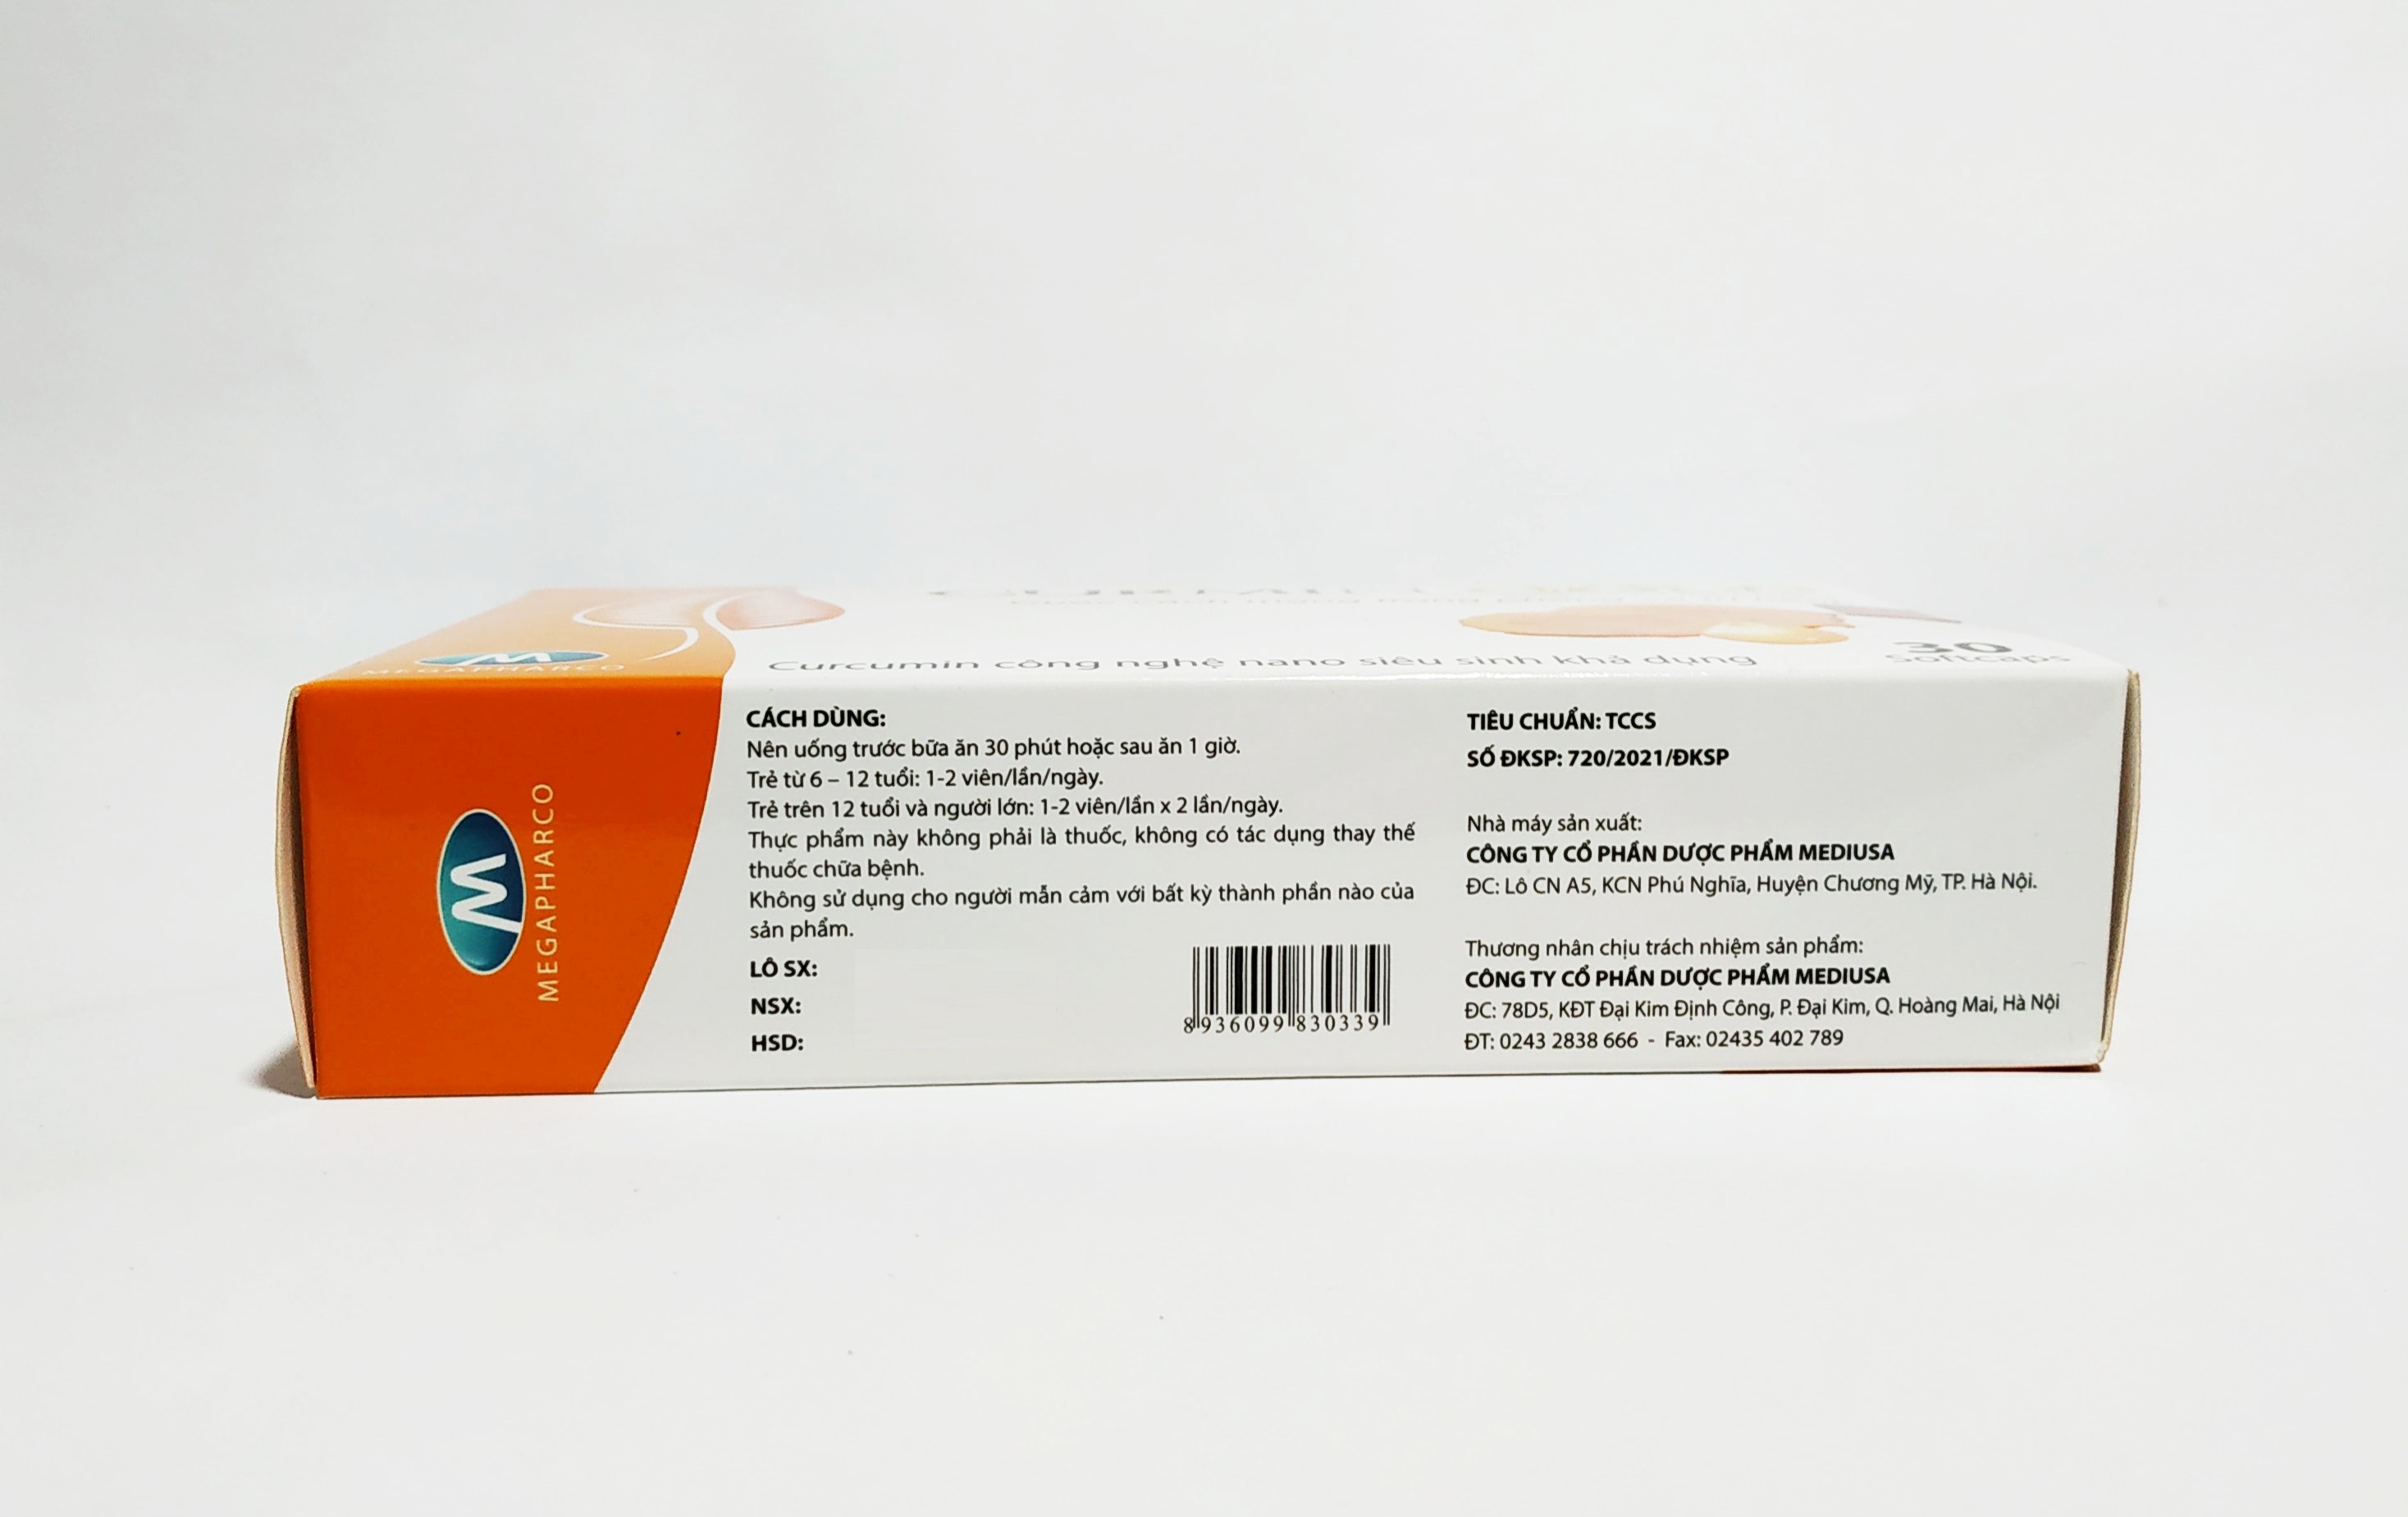 MEGAPHARCO
Curcumin công nghệ nano siêu sinh khả dụng
30
Softcaps
MEGAPHARCO
CÁCH DÙNG:
Nên uống trước bữa ăn 30 phút hoặc sau ăn 1 giờ.
Trẻ từ 6 – 12 tuổi: 1-2 viên/lần/ngày.
Trẻ trên 12 tuổi và người lớn: 1-2 viên/lần x 2 lần/ngày.
Thực phẩm này không phải là thuốc, không có tác dụng thay thế
thuốc chữa bệnh.
Không sử dụng cho người mẫn cảm với bất kỳ thành phần nào của
sản phẩm.
LÔ SX:
NSX:
HSD:
8936099830339
TIÊU CHUẨN: TCCS
SỐ ĐKSP: 720/2021/ĐKSP
Nhà máy sản xuất:
CÔNG TY CỔ PHẦN DƯỢC PHẨM MEDIUSA
ĐC: Lô CN A5, KCN Phú Nghĩa, Huyện Chương Mỹ, TP. Hà Nội.
Thương nhân chịu trách nhiệm sản phẩm:
CÔNG TY CỔ PHẦN DƯỢC PHẨM MEDIUSA
ĐC: 78D5, KĐT Đại Kim Định Công, P. Đại Kim, Q. Hoàng Mai, Hà Nội
ĐT: 0243 2838 666 - Fax: 02435 402 789